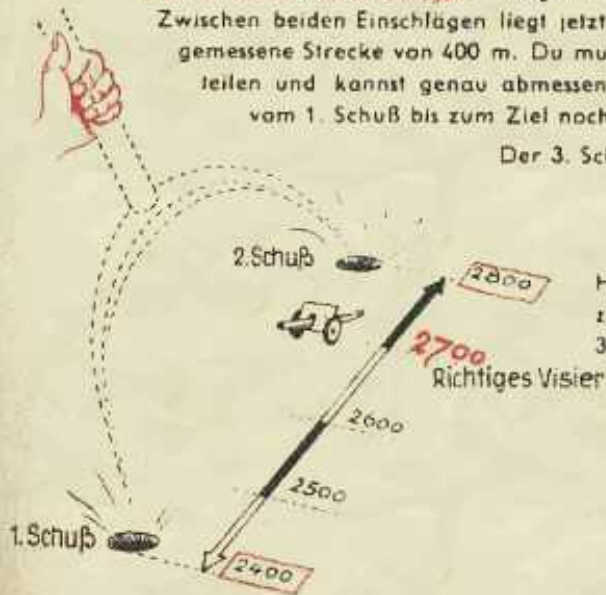 Zwischen beiden Einschlägen liegt jetzt
gemessene Strecke von 400 m. Du mu
teilen und kannst genau abmessen
vom 1. Schuß bis zum Ziel noch
Der 3. Sch
2. Schuß
2800
2700
Richtiges Visier
2600
2500
1. Schuß
2400